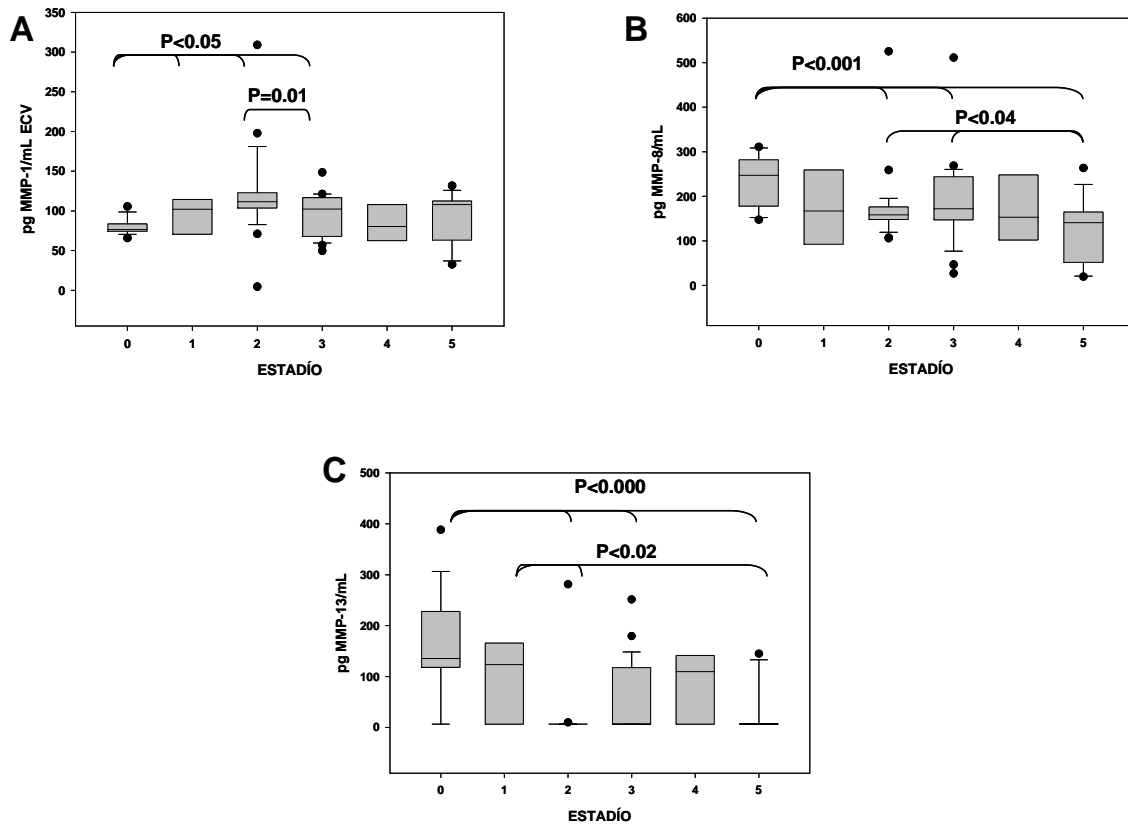 A
P<0.05
P=0.01
pg MMP-1/mL ECV
350
300
250
200
150
100
50
0
0 1 2 3 4 5
ESTADÍO
B
P<0.001
P<0.04
pg MMP-8/mL
600
500
400
300
200
100
0
0 1 2 3 4 5
ESTADÍO
C
P<0.000
P<0.02
pg MMP-13/mL
500
400
300
200
100
0
0 1 2 3 4 5
ESTADÍO